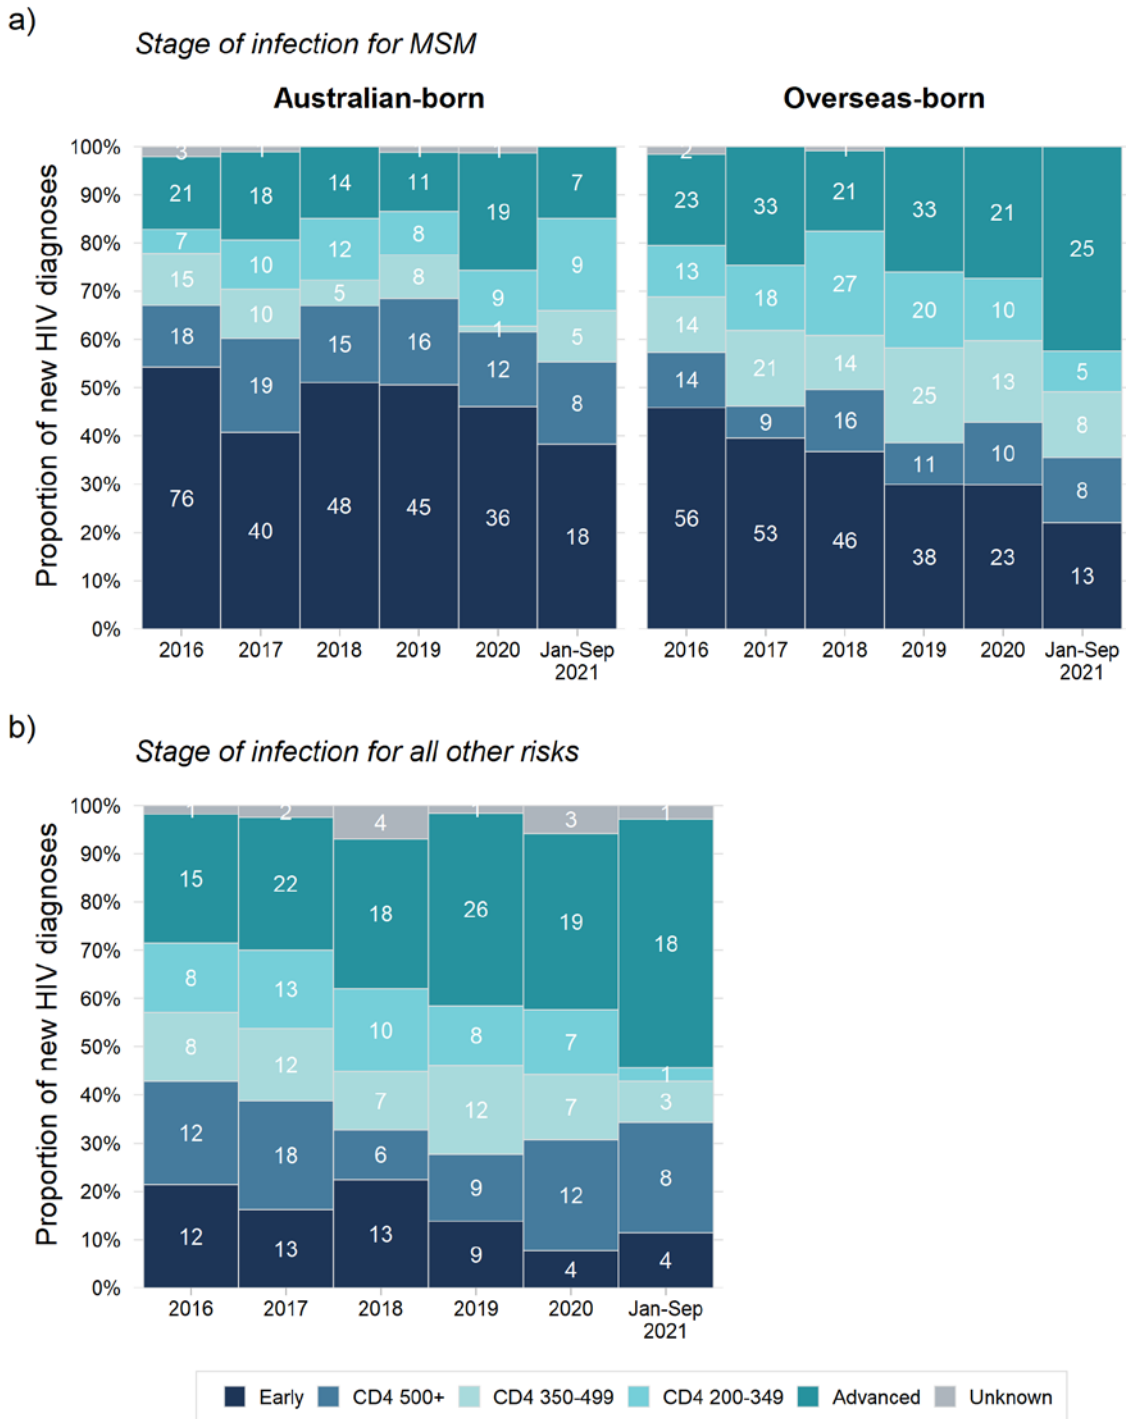 a)
Stage of infection for MSM
Australian-born
Overseas-born
Proportion of new HIV diagnoses
100%
90%
80%
70%
60%
50%
40%
30%
20%
10%
0%
3 1 1 1
21 18 14 11 19 7
7 10 12 8 9 9
15 10 5 8 1 5
18 19 15 16 12 8
76 40 48 45 36 18
2016 2017 2018 2019 2020 Jan-Sep
2021
2 1
23 33 21 33 21 25
13 18 27 20 10 5
14 21 14 25 13 8
14 9 16 11 10 8
56 53 46 38 23 13
2016 2017 2018 2019 2020 Jan-Sep
2021
b)
Stage of infection for all other risks
Proportion of new HIV diagnoses
100%
90%
80%
70%
60%
50%
40%
30%
20%
10%
0%
1 2 4 1 3 1
15 22 18 26 19 18
8 13 10 8 7 1
8 12 7 12 7 3
12 18 6 9 12 8
12 13 13 9 4 4
2016 2017 2018 2019 2020 Jan-Sep
2021
Early CD4 500+ CD4 350-499 CD4 200-349 Advanced Unknown